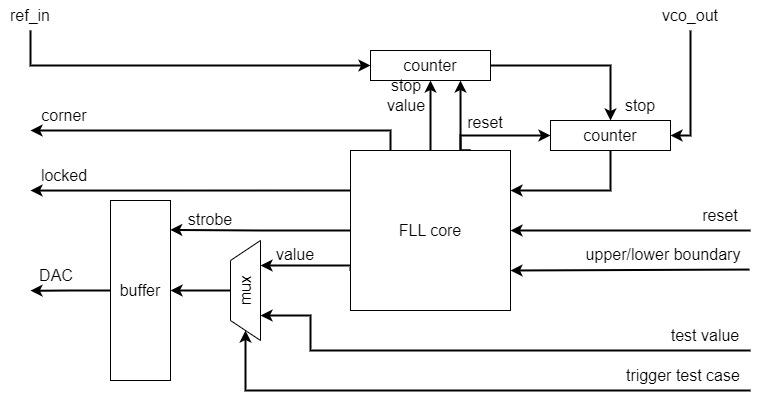 ref_in
vco_out
counter
stop
value
stop
corner
reset
counter
locked
strobe
FLL core
reset
value
upper/lower boundary
DAC
buffer
mux
test value
trigger test case